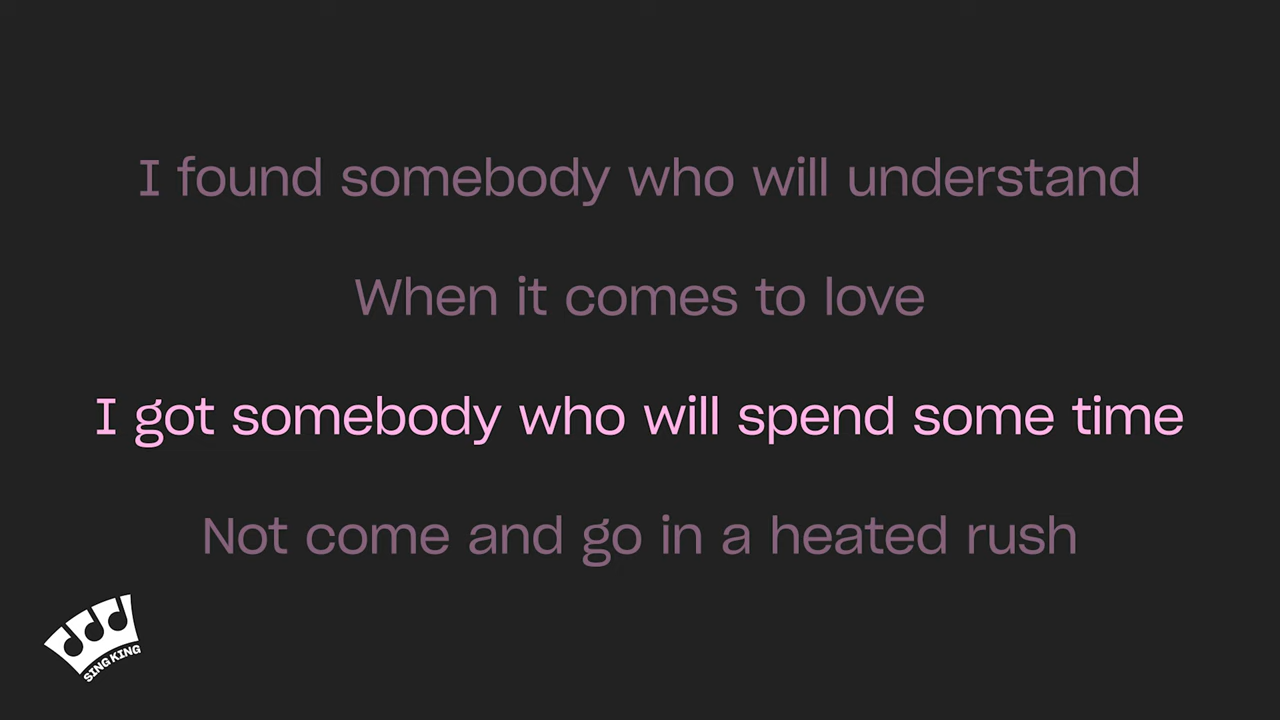 I found somebody who will understand
When it comes to love
I got somebody who will spend some time
Not come and go in a heated rush
SING KING